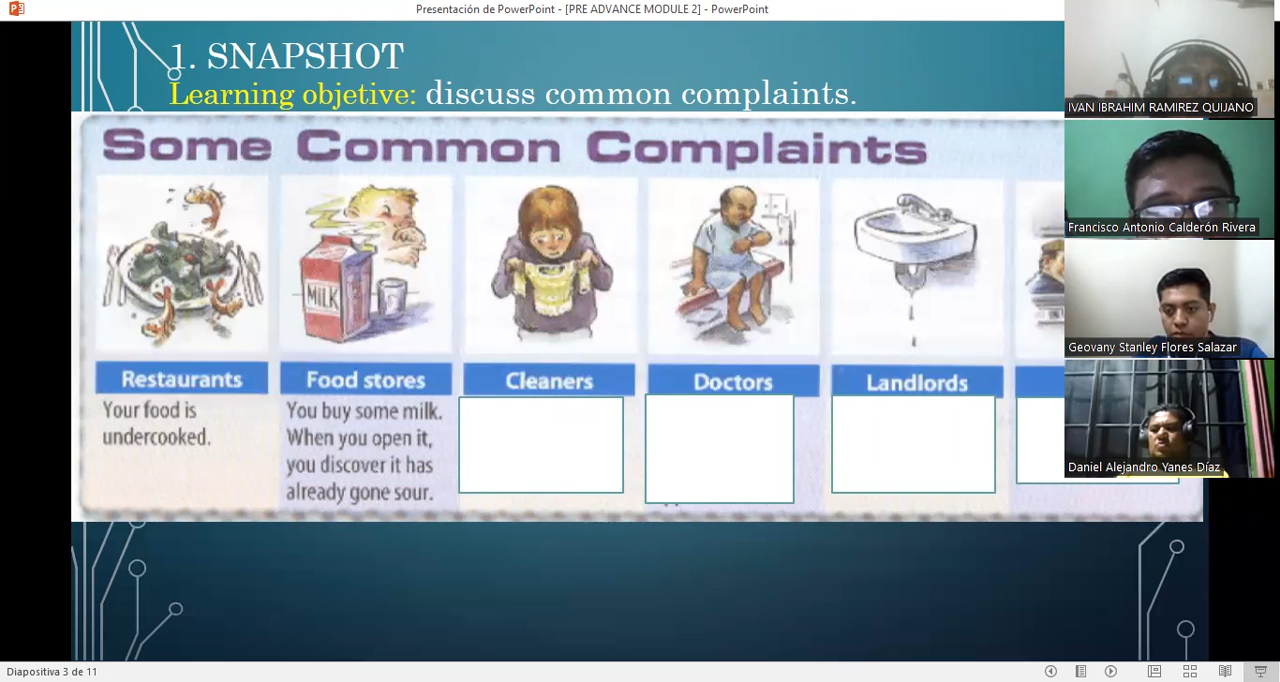 Presentación de PowerPoint - [PRE ADVANCE MODULE 2] - PowerPoint
1. SNAPSHOT
Learning objetive: discuss common complaints.
Some Common Complaints
MILK
Restaurants
Food stores
Cleaners
Doctors
Landlords
Your food is
undercooked.
You buy some milk.
When you open it,
you discover it has
already gone sour.
IVAN IBRAHIM RAMIREZ QUIJANO
Francisco Antonio Calderón Rivera
Geovany Stanley Flores Salazar
Daniel Alejandro Yanes Díaz
Diapositiva 3 de 11